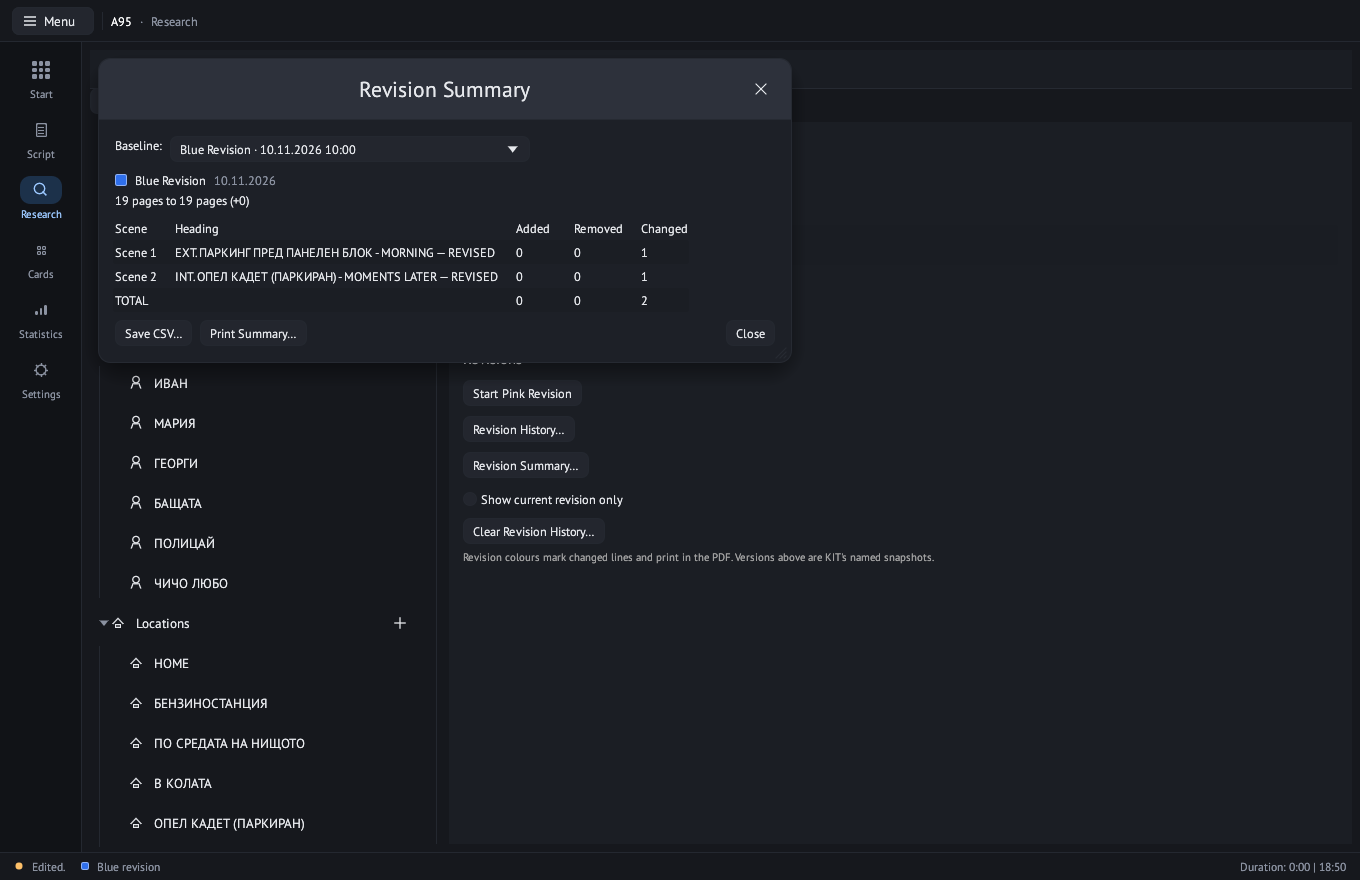 Menu
A95 · Research
Start
Script
Research
Cards
Statistics
Settings
Revision Summary
Baseline: Blue Revision · 10.11.2026 10:00
Blue Revision 10.11.2026
19 pages to 19 pages (+0)
Scene Heading Added Removed Changed
Scene 1 EXT. ПАРКИНГ ПРЕД ПАНЕЛЕН БЛОК - MORNING — REVISED 0 0 1
Scene 2 INT. ОПЕЛ КАДЕТ (ПАРКИРАН) - MOMENTS LATER — REVISED 0 0 1
TOTAL 0 0 2
Save CSV... Print Summary... Close
ИВАН
МАРИЯ
ГЕОРГИ
БАЩАТА
ПОЛИЦАЙ
ЧИЧО ЛЮБО
Locations
HOME
БЕНЗИНОСТАНЦИЯ
ПО СРЕДАТА НА НИЩОТО
В КОЛАТА
ОПЕЛ КАДЕТ (ПАРКИРАН)
Start Pink Revision
Revision History...
Revision Summary...
Show current revision only
Clear Revision History...
Revision colours mark changed lines and print in the PDF. Versions above are KIT's named snapshots.
Edited. Blue revision
Duration: 0:00 | 18:50